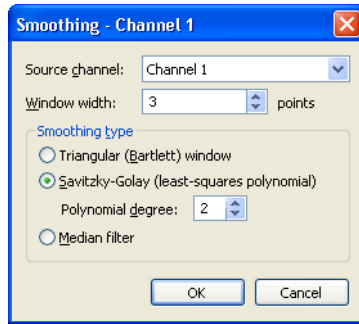 Smoothing - Channel 1
Source channel: Channel 1
Window width: 3 points
Smoothing type
Triangular (Bartlett) window
Savitzky-Golay (least-squares polynomial)
Polynomial degree: 2
Median filter
OK Cancel